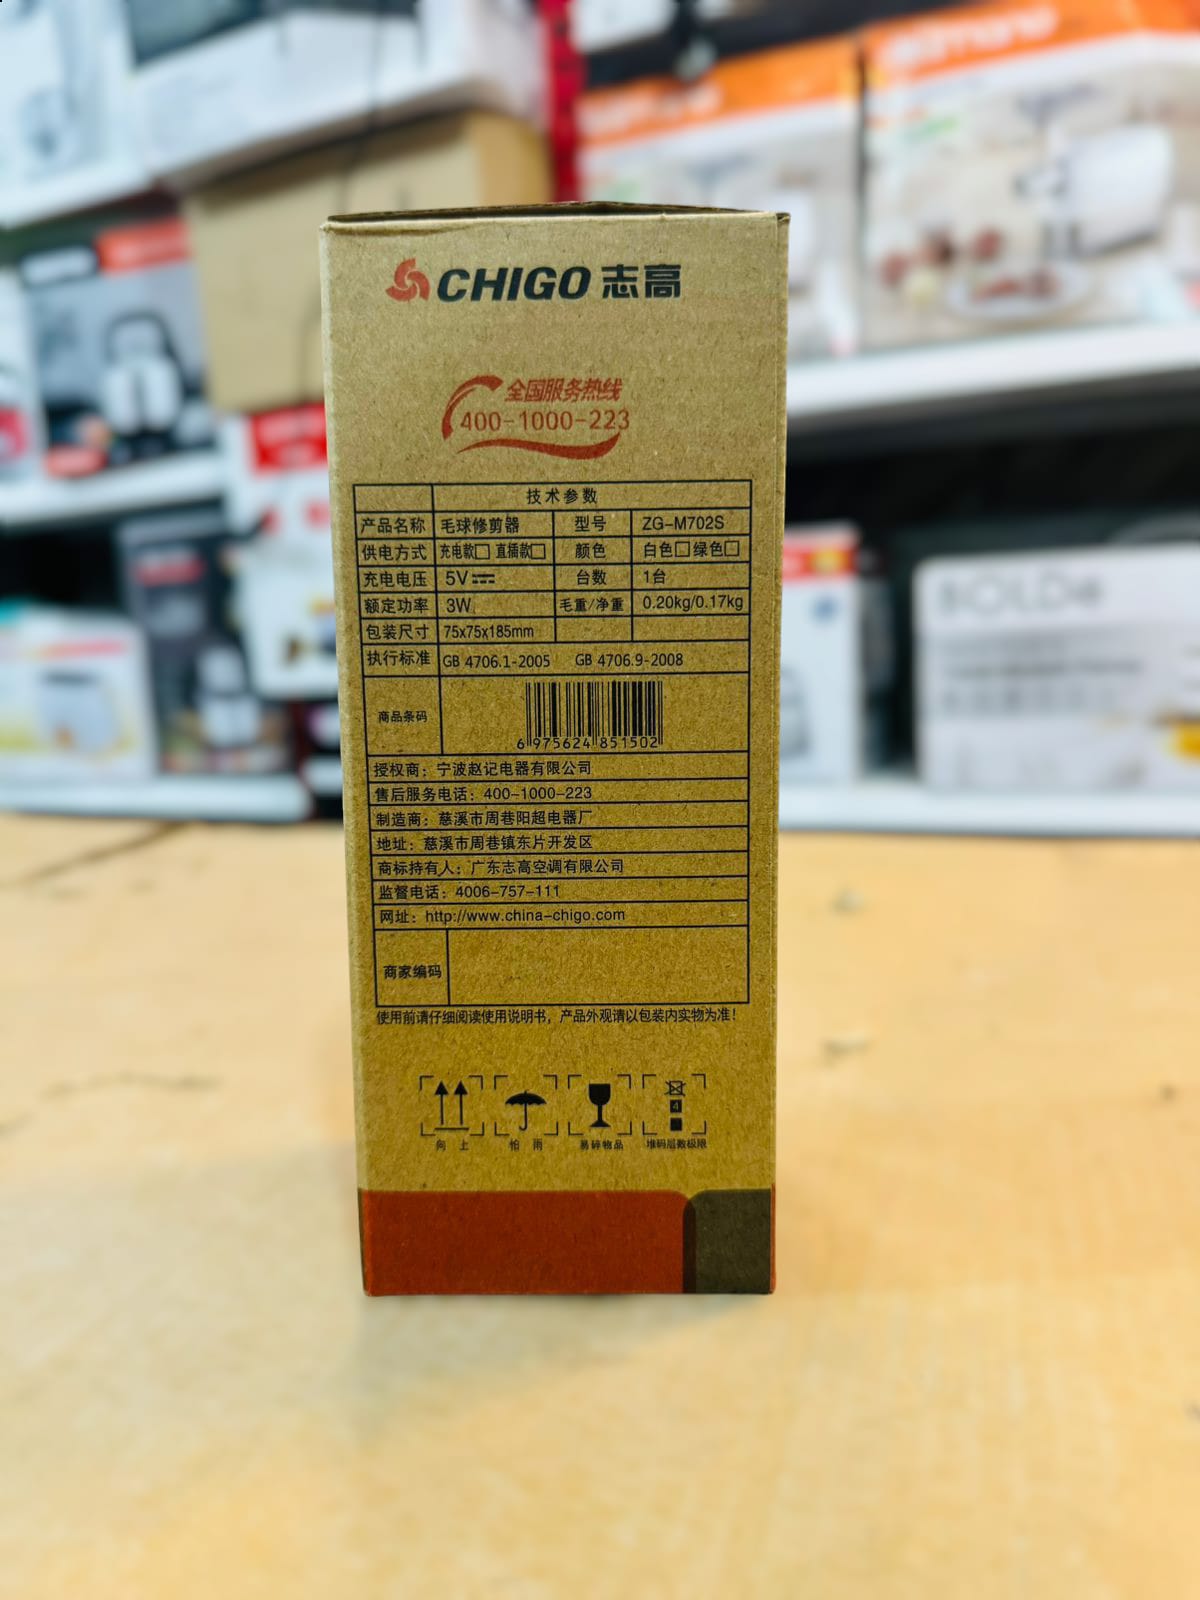 CHIGO 志高
全国服务热线
400-1000-223
技术参数
产品名称 毛球修剪器 型号 ZG-M702S
供电方式 充电款□ 直插款□ 颜色 白色□ 绿色□
充电电压 5V⎓ 台数 1台
额定功率 3W 毛重/净重 0.20kg/0.17kg
包装尺寸 75x75x185mm
执行标准 GB 4706.1-2005 GB 4706.9-2008
商品条码
6 975624 851502
授权商：宁波赵记电器有限公司
售后服务电话：400-1000-223
制造商：慈溪市周巷阳超电器厂
地址：慈溪市周巷镇东片开发区
商标持有人：广东志高空调有限公司
监督电话：4006-757-111
网址：http://www.china-chigo.com
商家编码
使用前请仔细阅读使用说明书，产品外观请以包装内实物为准！
4
向上 怕雨 易碎物品 堆码层数极限